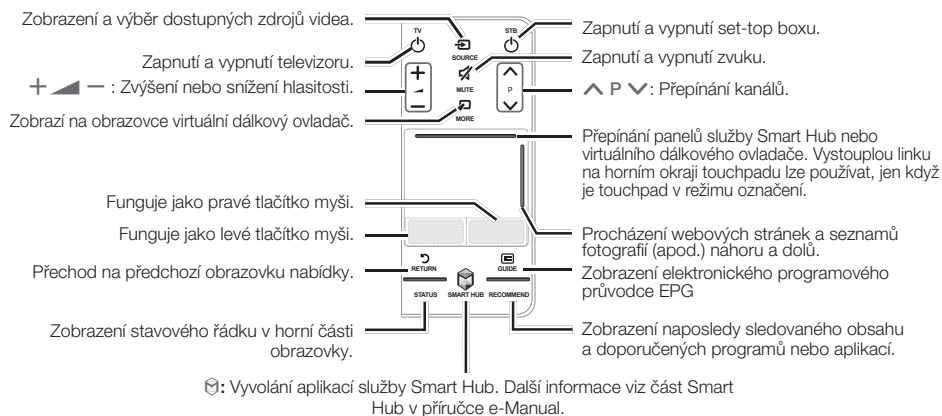 Zobrazení a výběr dostupných zdrojů videa.
Zapnutí a vypnutí televizoru.
+ − : Zvýšení nebo snížení hlasitosti.
Zobrazí na obrazovce virtuální dálkový ovladač.
Funguje jako pravé tlačítko myši.
Funguje jako levé tlačítko myši.
Přechod na předchozí obrazovku nabídky.
Zobrazení stavového řádku v horní části
obrazovky.
TV
STB
SOURCE
MUTE
P
MORE
RETURN
GUIDE
STATUS
SMART HUB
RECOMMEND
Zapnutí a vypnutí set-top boxu.
Zapnutí a vypnutí zvuku.
P : Přepínání kanálů.
Přepínání panelů služby Smart Hub nebo
virtuálního dálkového ovladače. Vystouplou linku
na horním okraji touchpadu lze používat, jen když
je touchpad v režimu označení.
Procházení webových stránek a seznamů
fotografií (apod.) nahoru a dolů.
Zobrazení elektronického programového
průvodce EPG
Zobrazení naposledy sledovaného obsahu
a doporučených programů nebo aplikací.
: Vyvolání aplikací služby Smart Hub. Další informace viz část Smart
Hub v příručce e-Manual.